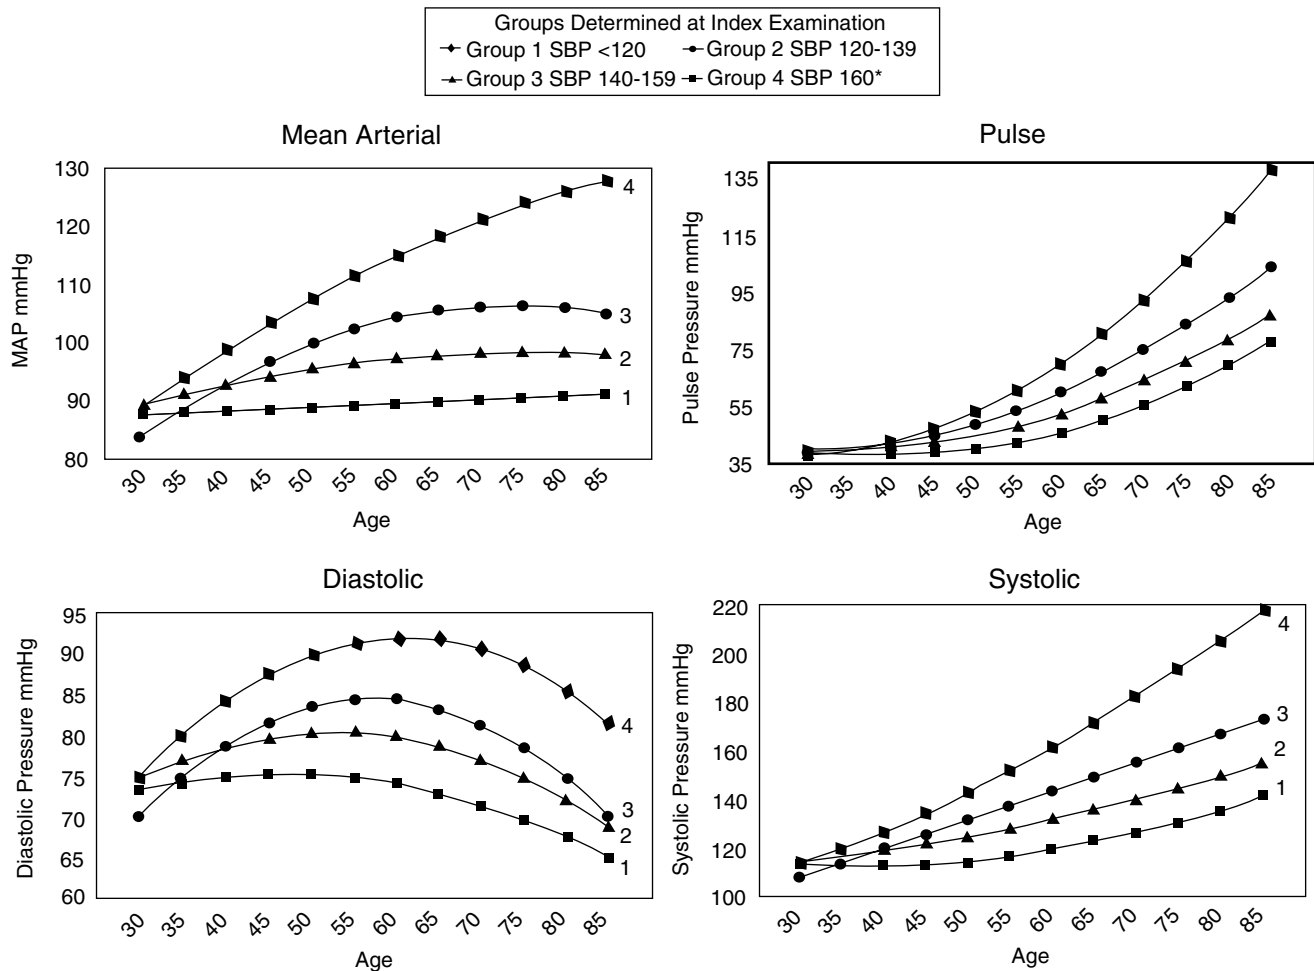 Groups Determined at Index Examination
Group 1 SBP <120 Group 2 SBP 120-139
Group 3 SBP 140-159 Group 4 SBP 160*
Mean Arterial
MAP mmHg
130
120
110
100
90
80
4
3
2
1
30 35 40 45 50 55 60 65 70 75 80 85
Age
Pulse
Pulse Pressure mmHg
135
115
95
75
55
35
30 35 40 45 50 55 60 65 70 75 80 85
Age
Diastolic
Diastolic Pressure mmHg
95
90
85
80
75
70
65
60
4
3
2
1
30 35 40 45 50 55 60 65 70 75 80 85
Age
Systolic
Systolic Pressure mmHg
220
200
180
160
140
120
100
4
3
2
1
30 35 40 45 50 55 60 65 70 75 80 85
Age